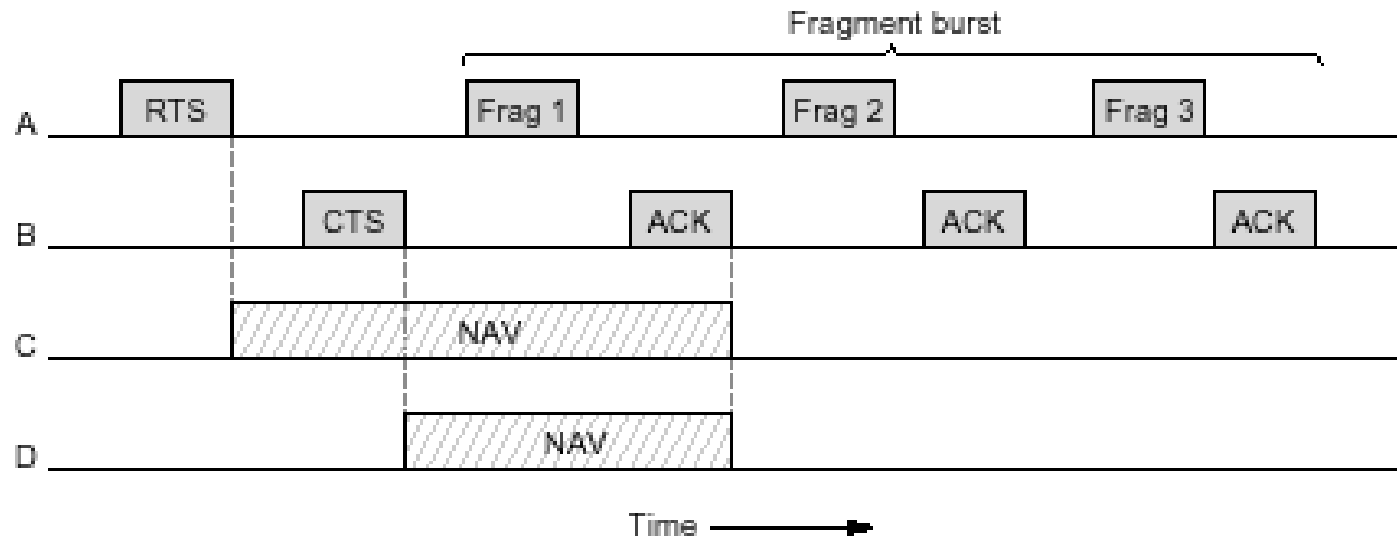 Fragment burst
A RTS Frag 1 Frag 2 Frag 3
B CTS ACK ACK ACK
C NAV
D NAV
Time